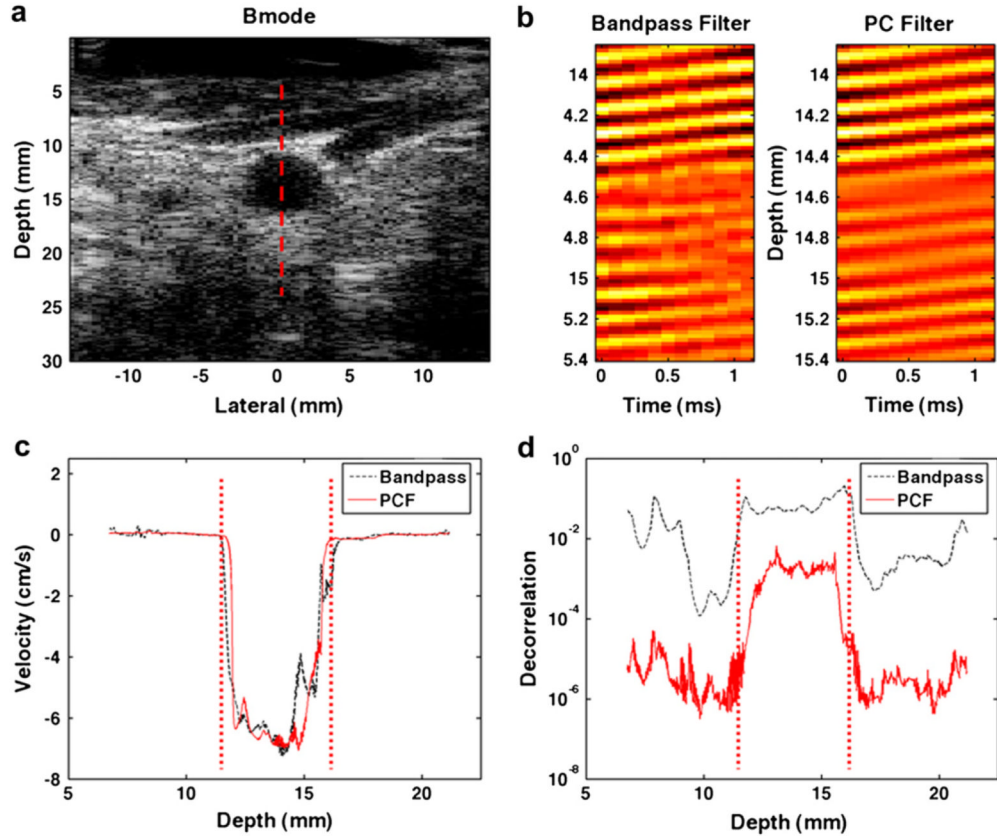 a
Bmode
5
10
15
20
25
30
Depth (mm)
-10
-5
0
5
10
Lateral (mm)
b
Bandpass Filter
PC Filter
14
4.2
4.4
4.6
4.8
15
5.2
5.4
0
0.5
1
Time (ms)
Depth (mm)
14
14.2
14.4
14.6
14.8
15
15.2
15.4
0
0.5
1
Time (ms)
c
2
0
-2
-4
-6
-8
Velocity (cm/s)
Bandpass
PCF
5
10
15
20
Depth (mm)
d
10^0
10^-2
10^-4
10^-6
10^-8
Decorrelation
Bandpass
PCF
5
10
15
20
Depth (mm)